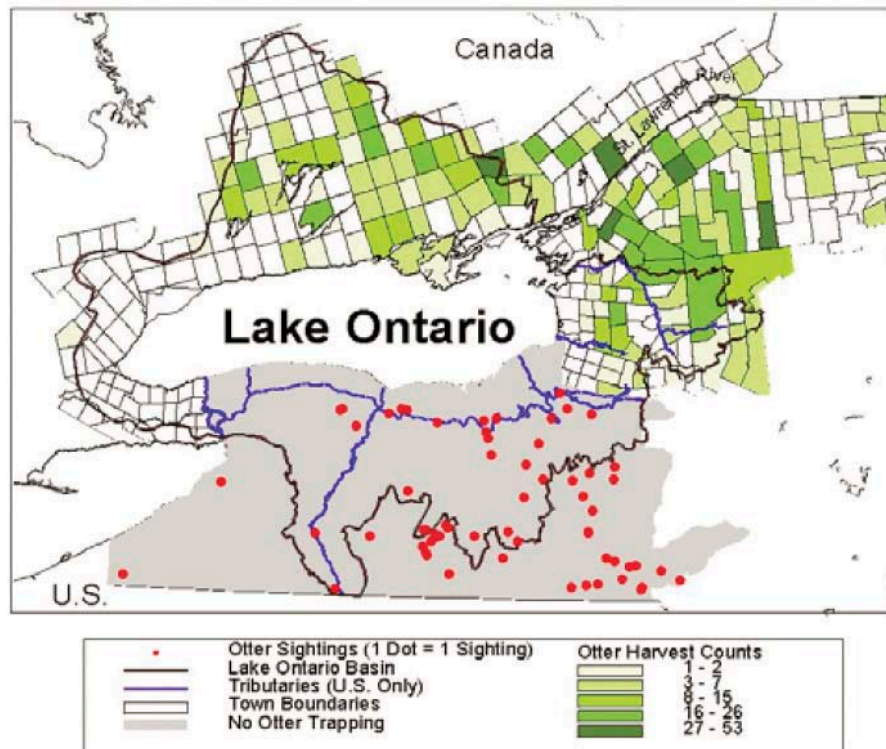 Canada
St. Lawrence River
Lake Ontario
U.S.
Otter Sightings (1 Dot = 1 Sighting)
Lake Ontario Basin
Tributaries (U.S. Only)
Town Boundaries
No Otter Trapping
Otter Harvest Counts
1 - 2
3 - 7
8 - 15
16 - 26
27 - 53